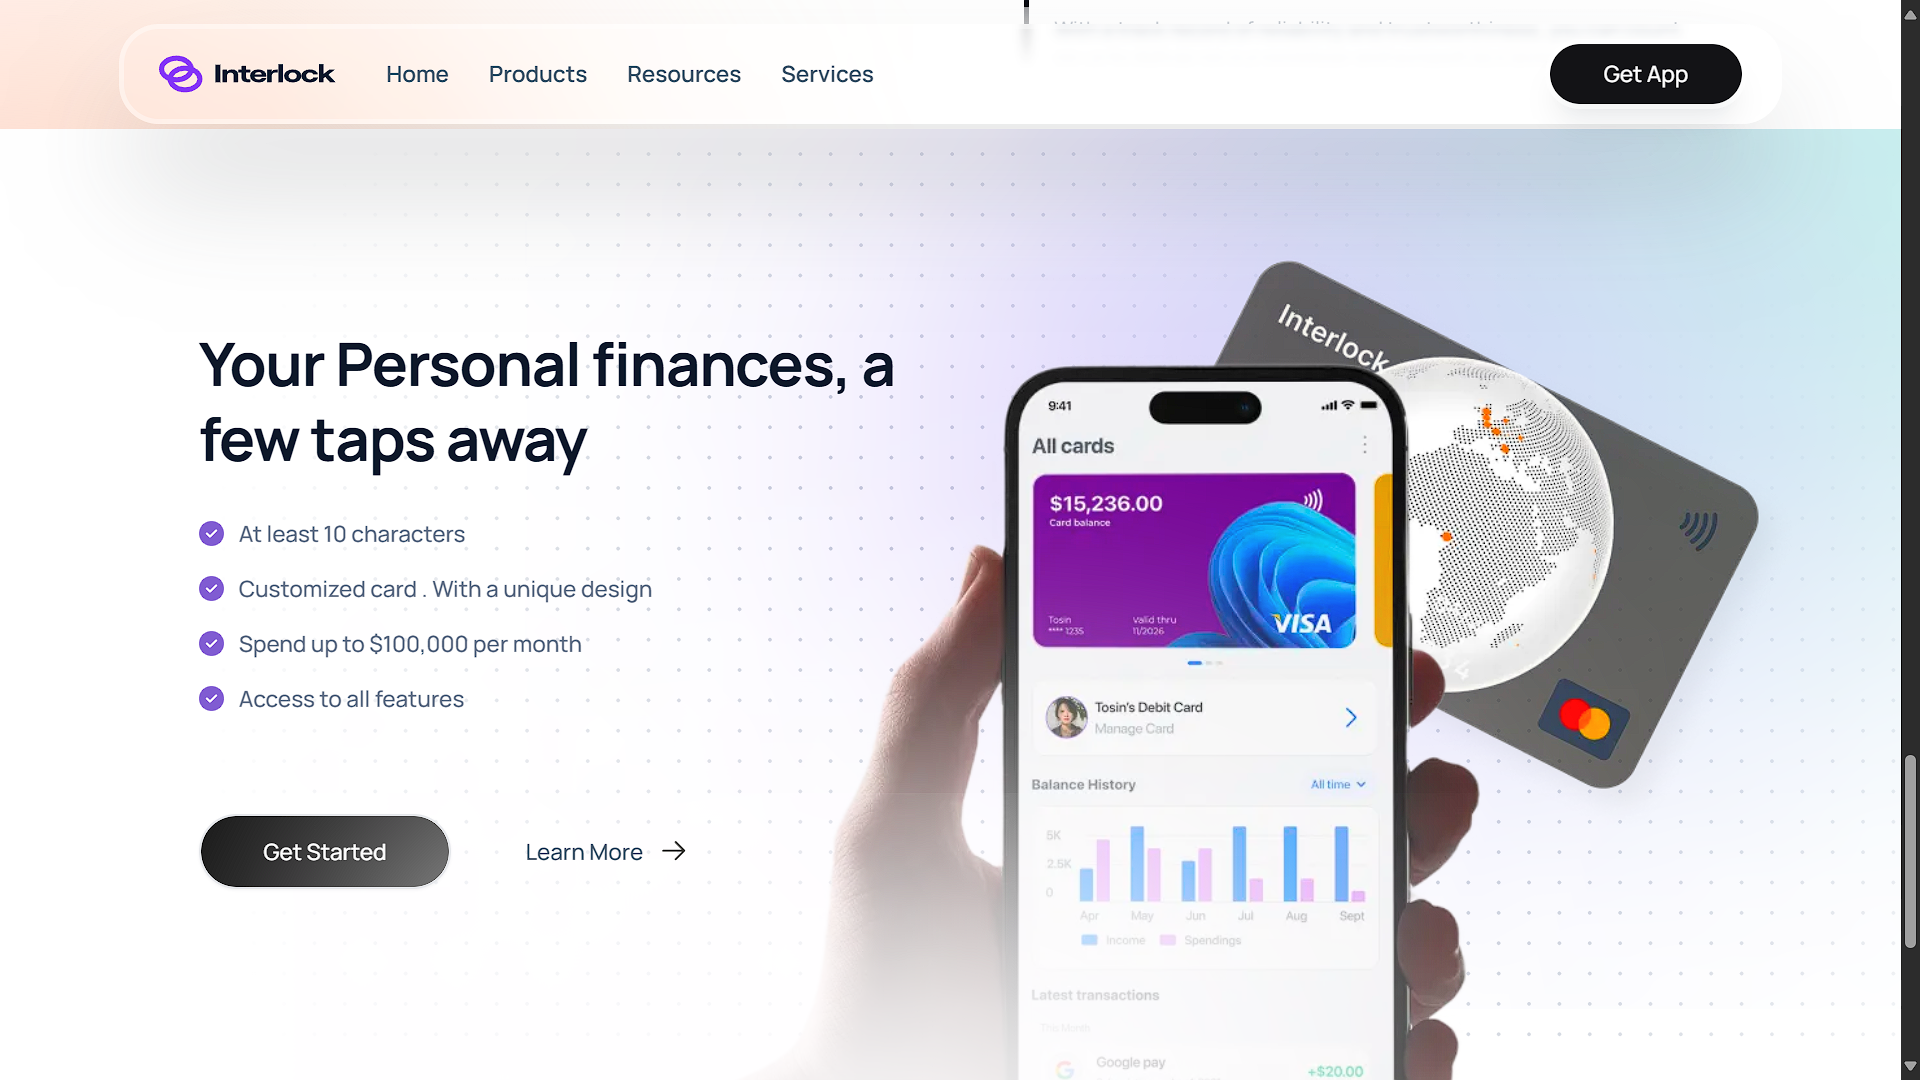 Interlock
Home
Products
Resources
Services
Get App
Your Personal finances, a
few taps away
At least 10 characters
Customized card . With a unique design
Spend up to $100,000 per month
Access to all features
Get Started
Learn More
Interlock
9:41
All cards
$15,236.00
Card balance
Tosin
**** 1235
Valid thru
11/2026
VISA
Tosin's Debit Card
Manage Card
Balance History
All time
5K
2.5K
0
Apr
May
Jun
Jul
Aug
Sept
Income
Spendings
Latest transactions
This Month
Google pay
+$20.00